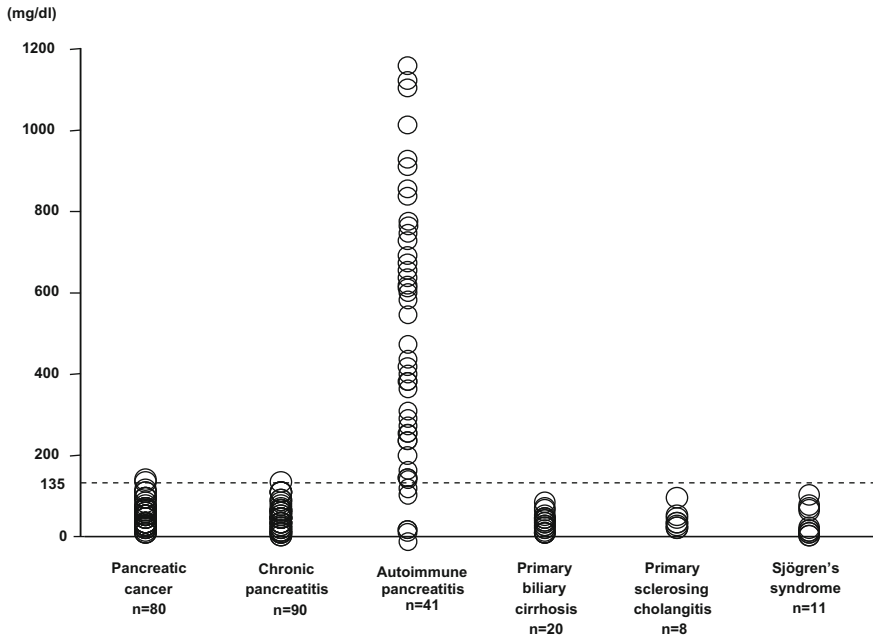 (mg/dl)
1200
1000
800
600
400
200
135
0
Pancreatic
cancer
n=80
Chronic
pancreatitis
n=90
Autoimmune
pancreatitis
n=41
Primary
biliary
cirrhosis
n=20
Primary
sclerosing
cholangitis
n=8
Sjögren's
syndrome
n=11